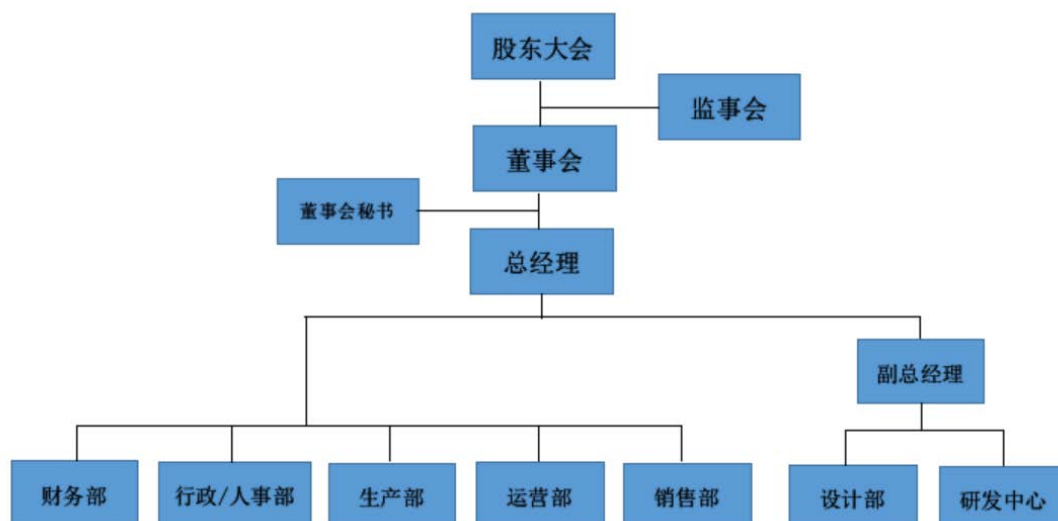 股东大会
监事会
董事会
董事会秘书
总经理
副总经理
财务部
行政/人事部
生产部
运营部
销售部
设计部
研发中心